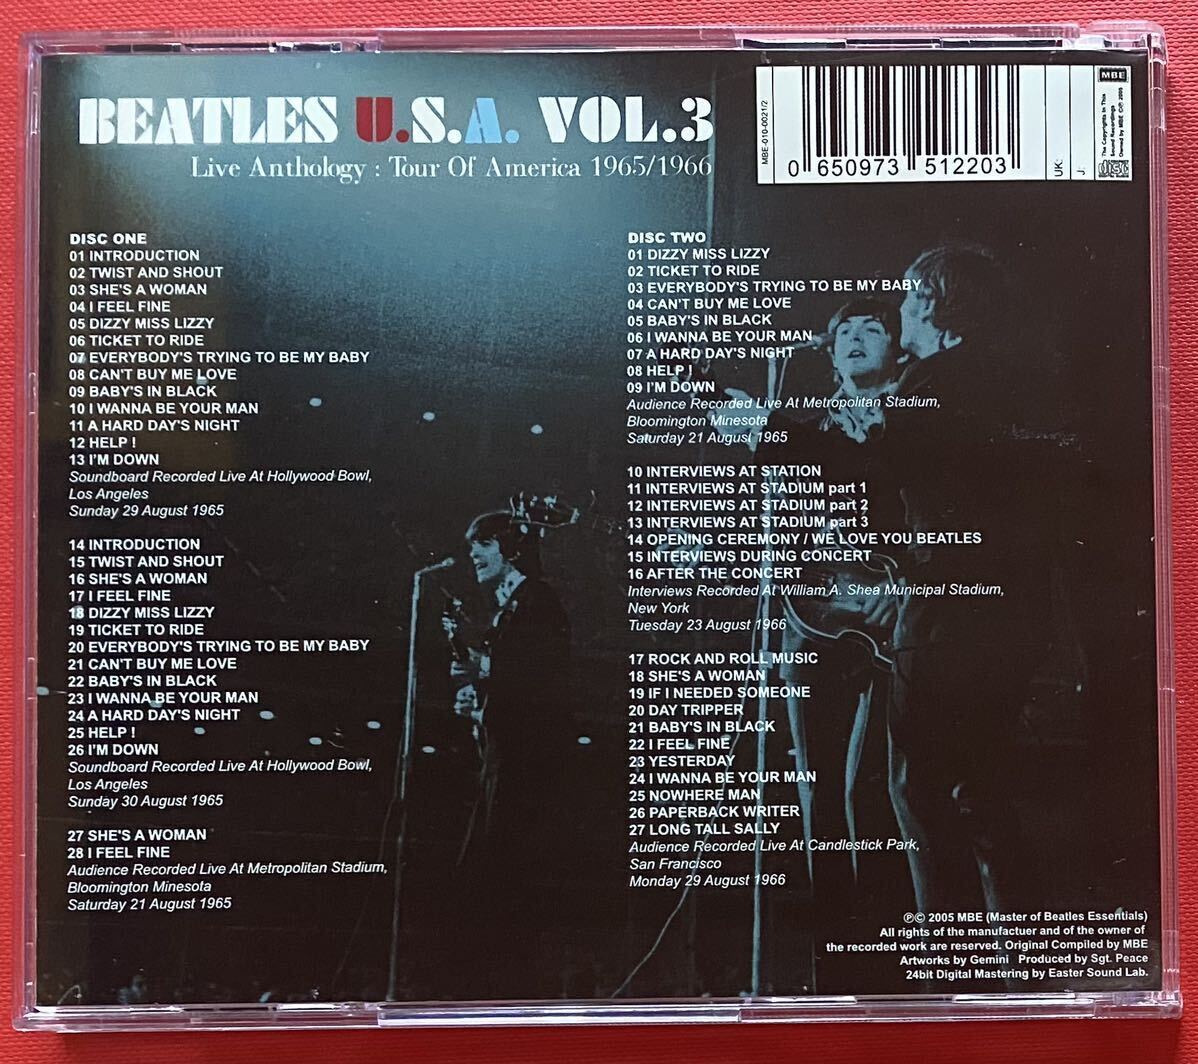 BEATLES U.S.A. VOL.3
Live Anthology : Tour Of America 1965/1966
MBE-010-0021/2
0 650973 512203
UK:
J:
MBE
The Copyrights In This
Sound Recordings
Owned by MBE ℗© 2005
DISC ONE
01 INTRODUCTION
02 TWIST AND SHOUT
03 SHE'S A WOMAN
04 I FEEL FINE
05 DIZZY MISS LIZZY
06 TICKET TO RIDE
07 EVERYBODY'S TRYING TO BE MY BABY
08 CAN'T BUY ME LOVE
09 BABY'S IN BLACK
10 I WANNA BE YOUR MAN
11 A HARD DAY'S NIGHT
12 HELP !
13 I'M DOWN
Soundboard Recorded Live At Hollywood Bowl,
Los Angeles
Sunday 29 August 1965
14 INTRODUCTION
15 TWIST AND SHOUT
16 SHE'S A WOMAN
17 I FEEL FINE
18 DIZZY MISS LIZZY
19 TICKET TO RIDE
20 EVERYBODY'S TRYING TO BE MY BABY
21 CAN'T BUY ME LOVE
22 BABY'S IN BLACK
23 I WANNA BE YOUR MAN
24 A HARD DAY'S NIGHT
25 HELP !
26 I'M DOWN
Soundboard Recorded Live At Hollywood Bowl,
Los Angeles
Sunday 30 August 1965
27 SHE'S A WOMAN
28 I FEEL FINE
Audience Recorded Live At Metropolitan Stadium,
Bloomington Minesota
Saturday 21 August 1965
DISC TWO
01 DIZZY MISS LIZZY
02 TICKET TO RIDE
03 EVERYBODY'S TRYING TO BE MY BABY
04 CAN'T BUY ME LOVE
05 BABY'S IN BLACK
06 I WANNA BE YOUR MAN
07 A HARD DAY'S NIGHT
08 HELP !
09 I'M DOWN
Audience Recorded Live At Metropolitan Stadium,
Bloomington Minesota
Saturday 21 August 1965
10 INTERVIEWS AT STATION
11 INTERVIEWS AT STADIUM part 1
12 INTERVIEWS AT STADIUM part 2
13 INTERVIEWS AT STADIUM part 3
14 OPENING CEREMONY / WE LOVE YOU BEATLES
15 INTERVIEWS DURING CONCERT
16 AFTER THE CONCERT
Interviews Recorded At William A. Shea Municipal Stadium,
New York
Tuesday 23 August 1966
17 ROCK AND ROLL MUSIC
18 SHE'S A WOMAN
19 IF I NEEDED SOMEONE
20 DAY TRIPPER
21 BABY'S IN BLACK
22 I FEEL FINE
23 YESTERDAY
24 I WANNA BE YOUR MAN
25 NOWHERE MAN
26 PAPERBACK WRITER
27 LONG TALL SALLY
Audience Recorded Live At Candlestick Park,
San Francisco
Monday 29 August 1966
℗© 2005 MBE (Master of Beatles Essentials)
All rights of the manufactuer and of the owner of
the recorded work are reserved. Original Compiled by MBE
Artworks by Gemini Produced by Sgt. Peace
24bit Digital Mastering by Easter Sound Lab.